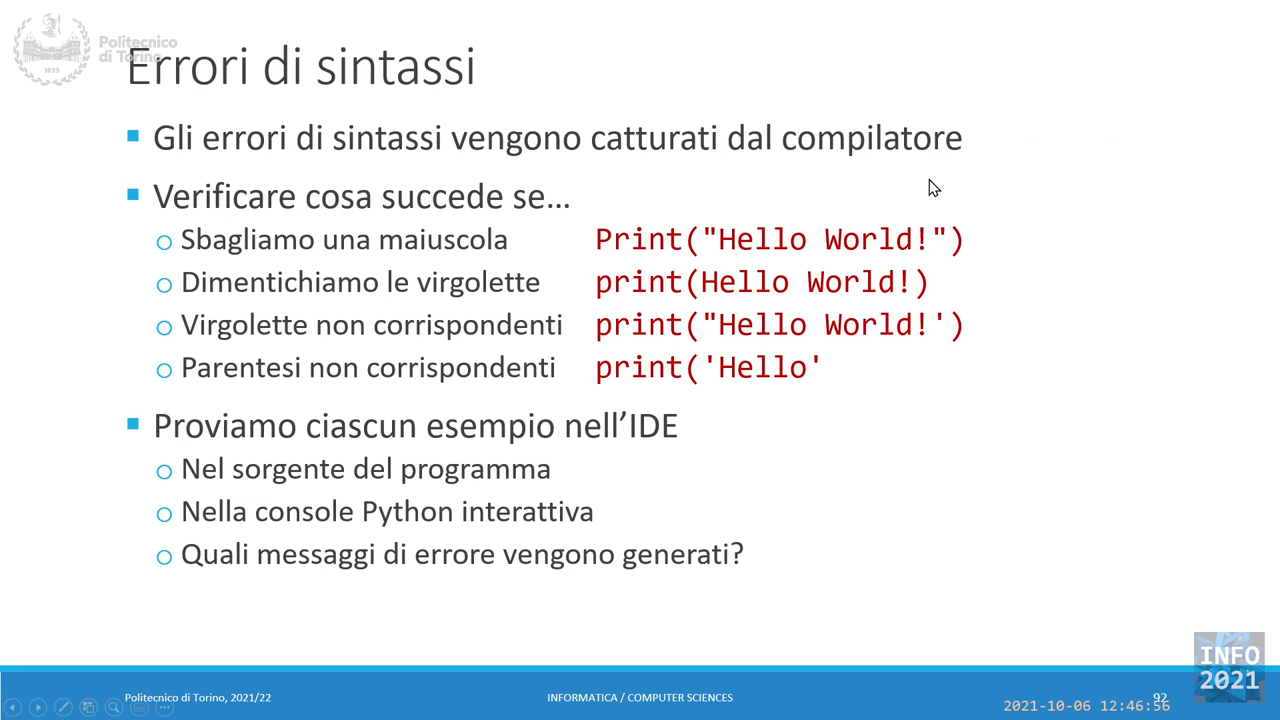 Politecnico
di Torino
1859
Errori di sintassi
Gli errori di sintassi vengono catturati dal compilatore
Verificare cosa succede se…
Sbagliamo una maiuscola Print("Hello World!")
Dimentichiamo le virgolette print(Hello World!)
Virgolette non corrispondenti print("Hello World!')
Parentesi non corrispondenti print('Hello'
Proviamo ciascun esempio nell’IDE
Nel sorgente del programma
Nella console Python interattiva
Quali messaggi di errore vengono generati?
INFO
2021
Politecnico di Torino, 2021/22 INFORMATICA / COMPUTER SCIENCES 92
2021-10-06 12:46:56